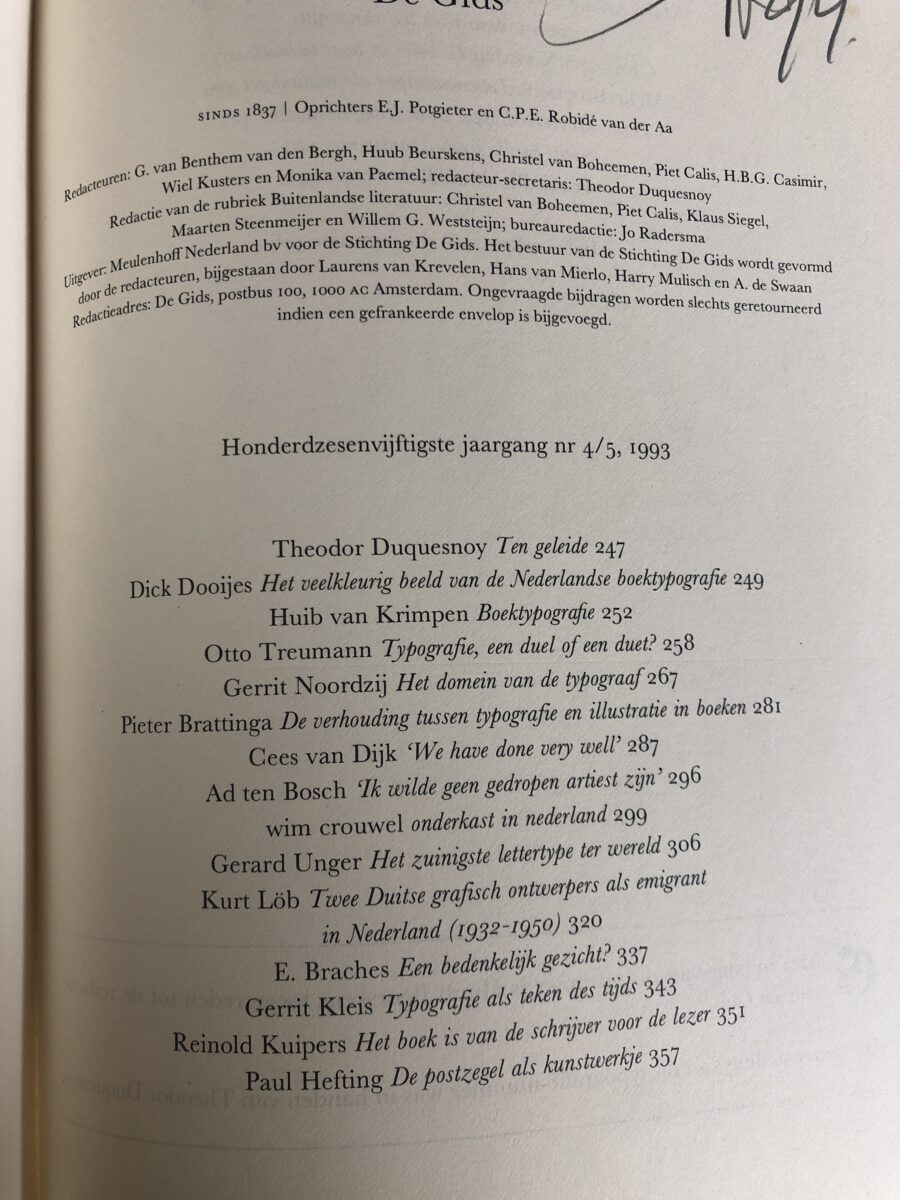 De Gids
SINDS 1837 | Oprichters E.J. Potgieter en C.P.E. Robidé van der Aa
Redacteuren: G. van Benthem van den Bergh, Huub Beurskens, Christel van Boheemen, Piet Calis, H.B.G. Casimir,
Wiel Kusters en Monika van Paemel; redacteur-secretaris: Theodor Duquesnoy
Redactie van de rubriek Buitenlandse literatuur: Christel van Boheemen, Piet Calis, Klaus Siegel,
Maarten Steenmeijer en Willem G. Weststeijn; bureauredactie: Jo Radersma
Uitgever: Meulenhoff Nederland bv voor de Stichting De Gids. Het bestuur van de Stichting De Gids wordt gevormd
door de redacteuren, bijgestaan door Laurens van Krevelen, Hans van Mierlo, Harry Mulisch en A. de Swaan
Redactieadres: De Gids, postbus 100, 1000 AC Amsterdam. Ongevraagde bijdragen worden slechts geretourneerd
indien een gefrankeerde envelop is bijgevoegd.
Honderdzesenvijftigste jaargang nr 4/5, 1993
Theodor Duquesnoy Ten geleide 247
Dick Dooijes Het veelkleurig beeld van de Nederlandse boektypografie 249
Huib van Krimpen Boektypografie 252
Otto Treumann Typografie, een duel of een duet? 258
Gerrit Noordzij Het domein van de typograaf 267
Pieter Brattinga De verhouding tussen typografie en illustratie in boeken 281
Cees van Dijk ‘We have done very well’ 287
Ad ten Bosch ‘Ik wilde geen gedropen artiest zijn’ 296
wim crouwel onderkast in nederland 299
Gerard Unger Het zuinigste lettertype ter wereld 306
Kurt Löb Twee Duitse grafisch ontwerpers als emigrant
in Nederland (1932-1950) 320
E. Braches Een bedenkelijk gezicht? 337
Gerrit Kleis Typografie als teken des tijds 343
Reinold Kuipers Het boek is van de schrijver voor de lezer 351
Paul Hefting De postzegel als kunstwerkje 357